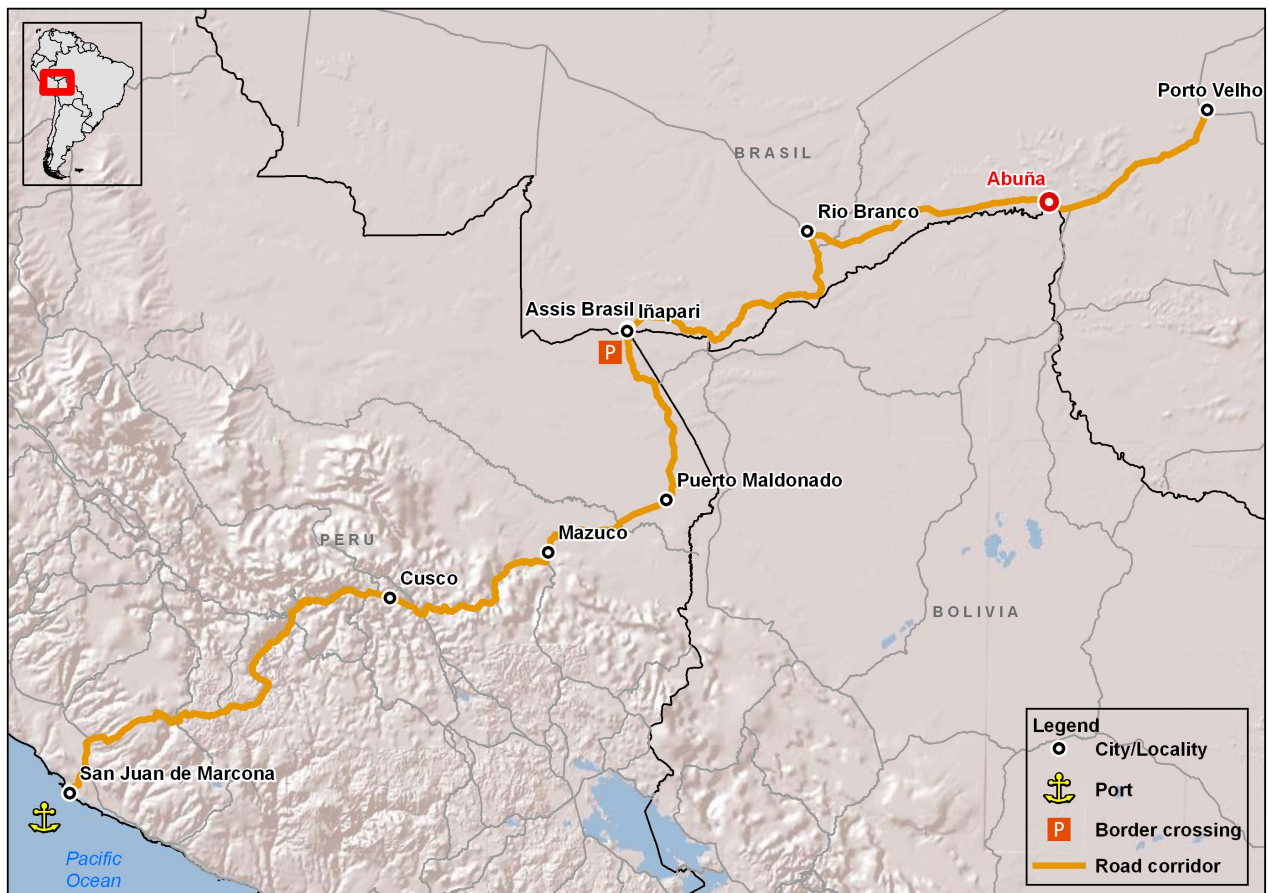 Porto Velho
BRASIL
Abuña
Rio Branco
Assis Brasil Iñapari
P
Puerto Maldonado
Mazuco
PERU
Cusco
BOLIVIA
San Juan de Marcona
Pacific
Ocean
Legend
City/Locality
Port
P Border crossing
Road corridor